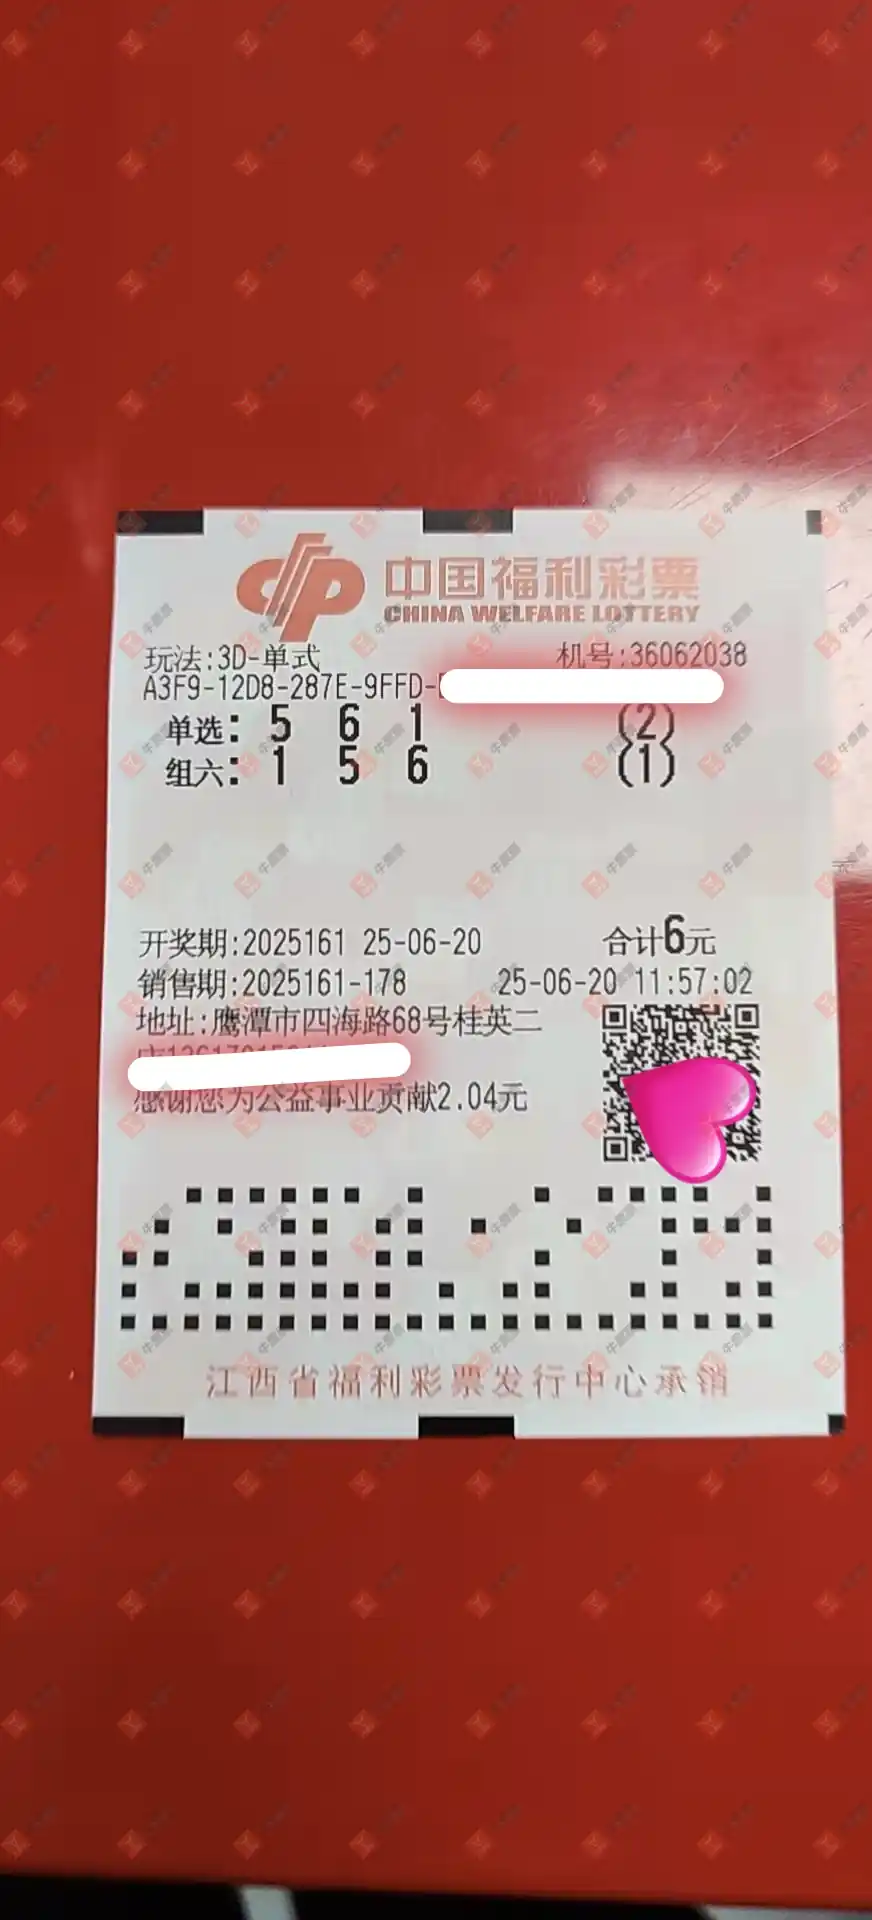 中国福利彩票
CHINA WELFARE LOTTERY
玩法:3D-单式 机号:36062038
A3F9-12D8-287E-9FFD-
单选: 5 6 1 (2)
组六: 1 5 6 (1)
开奖期:2025161 25-06-20 合计6元
销售期:2025161-178 25-06-20 11:57:02
地址:鹰潭市四海路68号桂英二
感谢您为公益事业贡献2.04元
江西省福利彩票发行中心承销